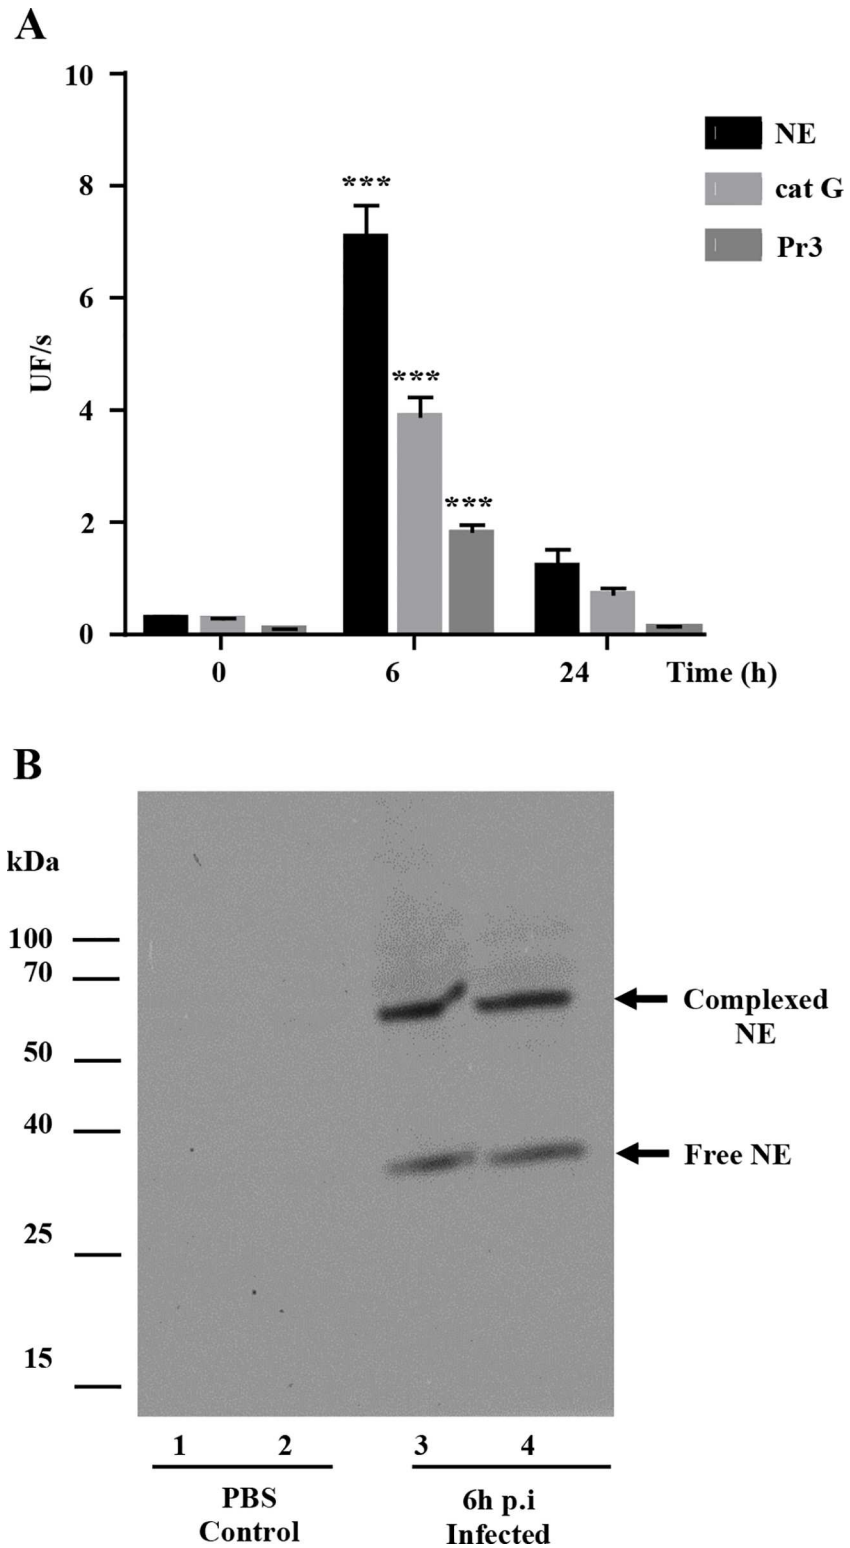 A
10
8
6
4
2
0
UF/s
***
***
***
NE
cat G
Pr3
0 6 24 Time (h)
B
kDa
100
70
50
40
25
15
Complexed
NE
Free NE
1 2 3 4
PBS
Control
6h p.i
Infected